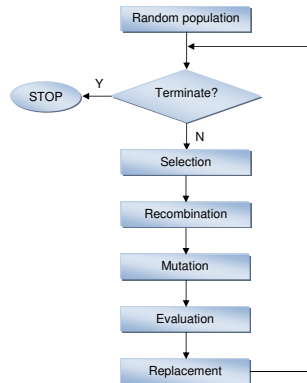 Random population
Terminate?
Y
STOP
N
Selection
Recombination
Mutation
Evaluation
Replacement